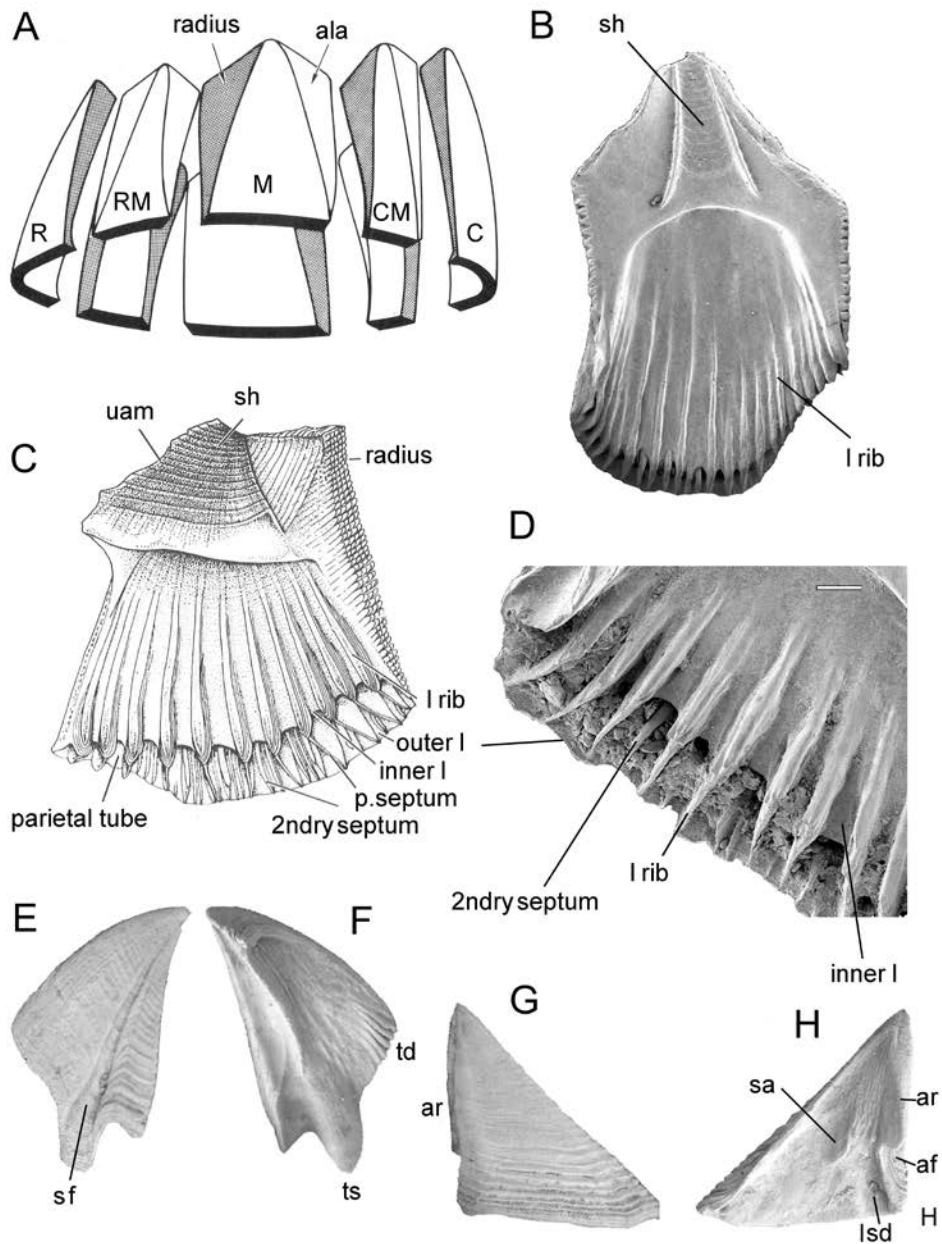 A
radius
ala
R
RM
M
CM
C
B
sh
l rib
C
uam
sh
radius
l rib
outer l
inner l
p.septum
2ndry septum
parietal tube
D
l rib
2ndry septum
inner l
E
F
sf
td
ts
G
ar
H
sa
ar
af
lsd
H